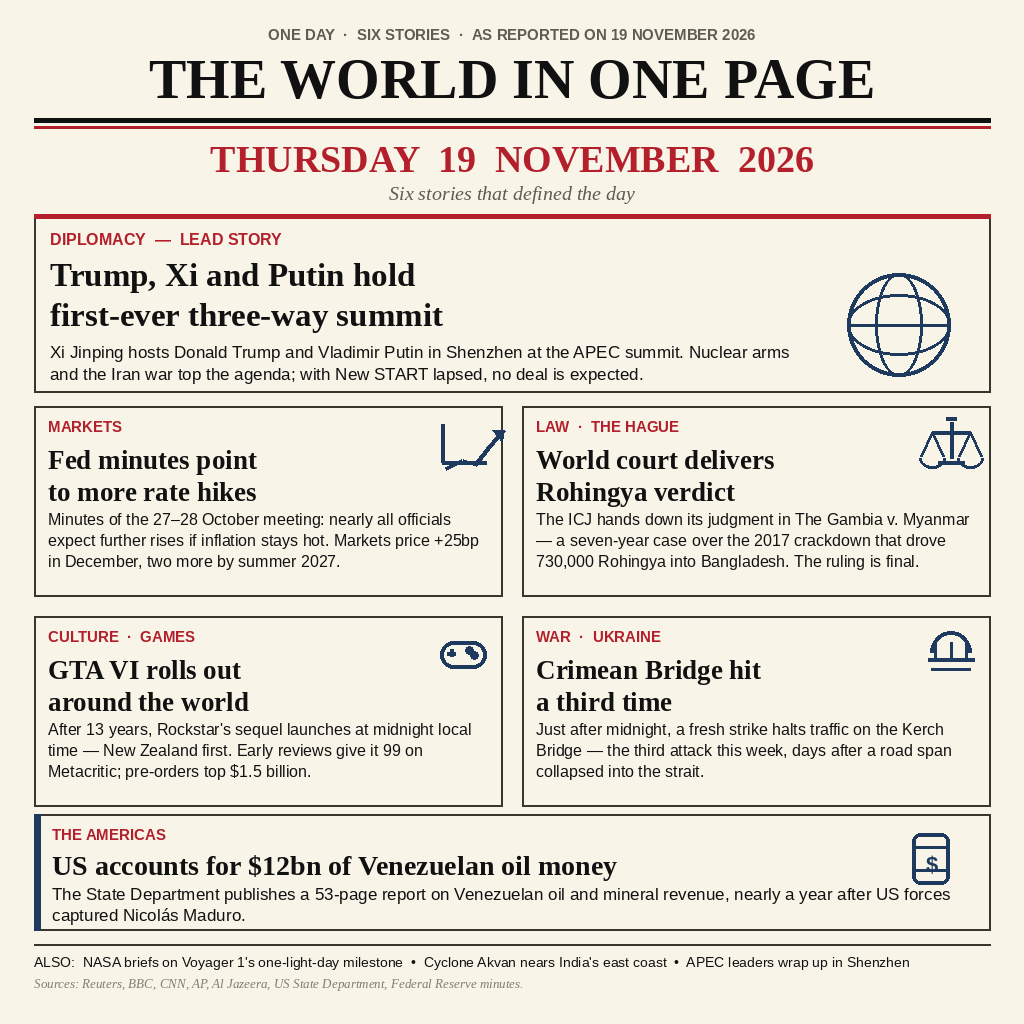 ONE DAY · SIX STORIES · AS REPORTED ON 19 NOVEMBER 2026
THE WORLD IN ONE PAGE
THURSDAY 19 NOVEMBER 2026
Six stories that defined the day
DIPLOMACY — LEAD STORY
Trump, Xi and Putin hold
first-ever three-way summit
Xi Jinping hosts Donald Trump and Vladimir Putin in Shenzhen at the APEC summit. Nuclear arms
and the Iran war top the agenda; with New START lapsed, no deal is expected.
MARKETS
Fed minutes point
to more rate hikes
Minutes of the 27–28 October meeting: nearly all officials
expect further rises if inflation stays hot. Markets price +25bp
in December, two more by summer 2027.
LAW · THE HAGUE
World court delivers
Rohingya verdict
The ICJ hands down its judgment in The Gambia v. Myanmar
— a seven-year case over the 2017 crackdown that drove
730,000 Rohingya into Bangladesh. The ruling is final.
CULTURE · GAMES
GTA VI rolls out
around the world
After 13 years, Rockstar's sequel launches at midnight local
time — New Zealand first. Early reviews give it 99 on
Metacritic; pre-orders top $1.5 billion.
WAR · UKRAINE
Crimean Bridge hit
a third time
Just after midnight, a fresh strike halts traffic on the Kerch
Bridge — the third attack this week, days after a road span
collapsed into the strait.
THE AMERICAS
US accounts for $12bn of Venezuelan oil money
$
The State Department publishes a 53-page report on Venezuelan oil and mineral revenue, nearly a year after US forces
captured Nicolás Maduro.
ALSO: NASA briefs on Voyager 1's one-light-day milestone • Cyclone Akvan nears India's east coast • APEC leaders wrap up in Shenzhen
Sources: Reuters, BBC, CNN, AP, Al Jazeera, US State Department, Federal Reserve minutes.